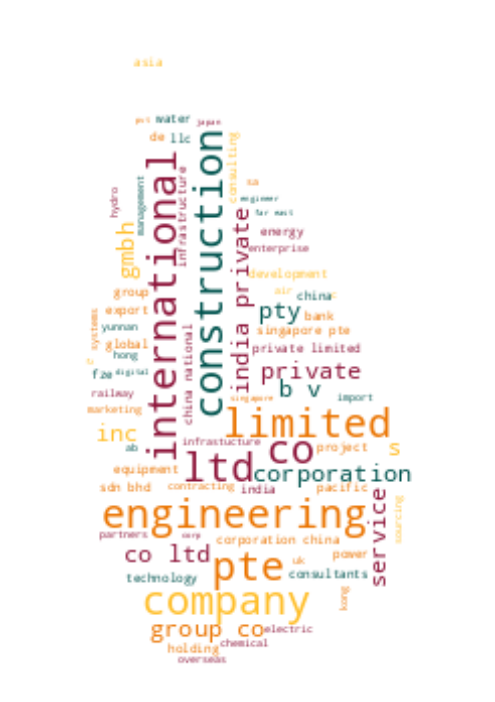 asia
put water japan
de llc
construction
consulting
international
infrastructure
sa
management
hydro
engineer
far east
india private
gmbh
energy
enterprise
development
air
group
china
export
pty
bank
systems
yunnan
china national
singapore pte
global
hong
private limited
fze
digital
private
railway
b v
import
singapore
marketing
limited
inc
infrastucture
co
project
s
ab
ltd
equipment
corporation
sdn bhd
contracting
india
pacific
engineering
service
sourcing
partners
corp
corporation china
co ltd
pte
uk
power
technology
consultants
company
kong
group co
electric
chemical
holding
overseas